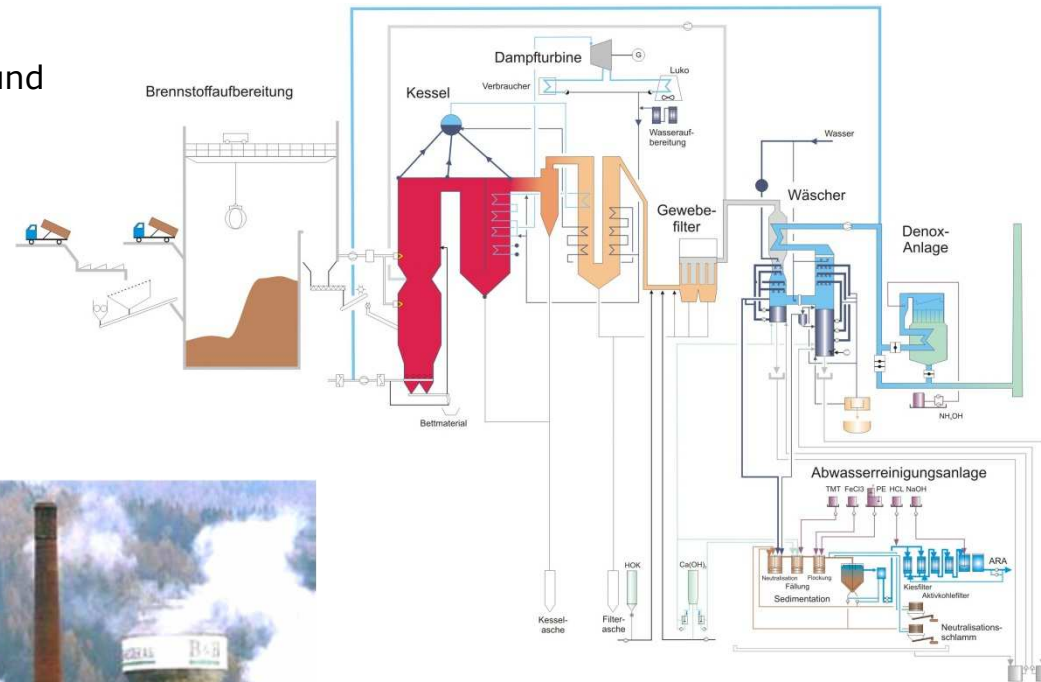 und
Brennstoffaufbereitung
Kessel
Dampfturbine
G
Verbraucher
Luko
Wasserauf-
bereitung
Wasser
Gewebe-
filter
Wäscher
Denox-
Anlage
NH₄OH
Bettmaterial
Abwasserreinigungsanlage
TMT FeCl3 PE HCL NaOH
Neutralisation
Fällung
Flockung
Sedimentation
Kiesfilter
Aktivkohlefilter
ARA
Neutralisations-
schlamm
HOK
Ca(OH)₂
Kessel-
asche
Filter-
asche
R&B